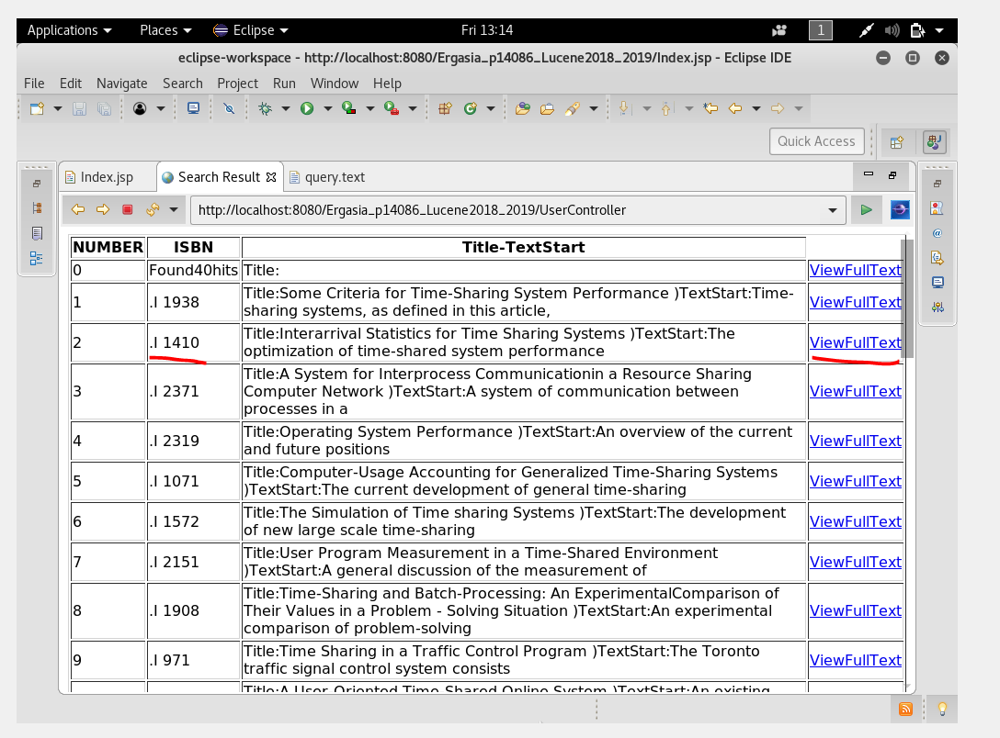 Applications Places Eclipse Fri 13:14 1
eclipse-workspace - http://localhost:8080/Ergasia_p14086_Lucene2018_2019/Index.jsp - Eclipse IDE
File Edit Navigate Search Project Run Window Help
Quick Access
Index.jsp Search Result query.text
http://localhost:8080/Ergasia_p14086_Lucene2018_2019/UserController
NUMBER ISBN Title-TextStart
0 Found40hits Title: ViewFullText
1 .I 1938 Title:Some Criteria for Time-Sharing System Performance )TextStart:Time- ViewFullText
sharing systems, as defined in this article,
2 .I 1410 Title:Interarrival Statistics for Time Sharing Systems )TextStart:The ViewFullText
optimization of time-shared system performance
3 .I 2371 Title:A System for Interprocess Communicationin a Resource Sharing ViewFullText
Computer Network )TextStart:A system of communication between
processes in a
4 .I 2319 Title:Operating System Performance )TextStart:An overview of the current ViewFullText
and future positions
5 .I 1071 Title:Computer-Usage Accounting for Generalized Time-Sharing Systems ViewFullText
)TextStart:The current development of general time-sharing
6 .I 1572 Title:The Simulation of Time sharing Systems )TextStart:The development ViewFullText
of new large scale time-sharing
7 .I 2151 Title:User Program Measurement in a Time-Shared Environment ViewFullText
)TextStart:A general discussion of the measurement of
8 .I 1908 Title:Time-Sharing and Batch-Processing: An ExperimentalComparison of ViewFullText
Their Values in a Problem - Solving Situation )TextStart:An experimental
comparison of problem-solving
9 .I 971 Title:Time Sharing in a Traffic Control Program )TextStart:The Toronto ViewFullText
traffic signal control system consists
Title:A User-Oriented Time-Shared Online System )TextStart:An existing